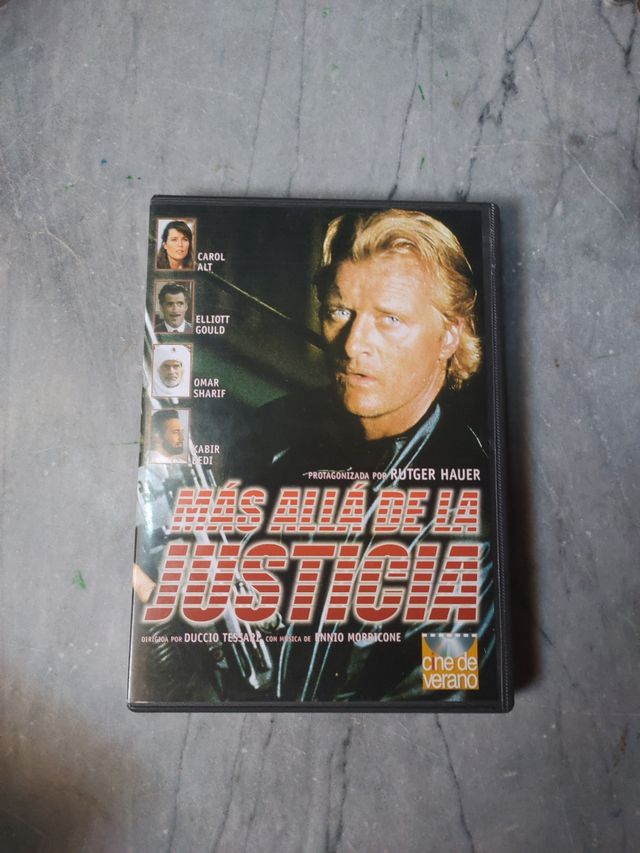 CAROL
ALT
ELLIOTT
GOULD
OMAR
SHARIF
KABIR
BEDI
PROTAGONIZADA POR RUTGER HAUER
MÁS ALLÁ DE LA
JUSTICIA
DIRIGIDA POR DUCCIO TESSARI, CON MÚSICA DE ENNIO MORRICONE
cine de
verano